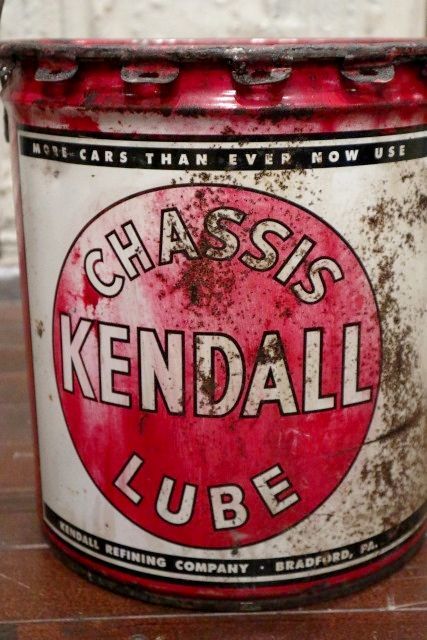 MORE CARS THAN EVER NOW USE
CHASSIS
KENDALL
LUBE
KENDALL REFINING COMPANY · BRADFORD, PA.